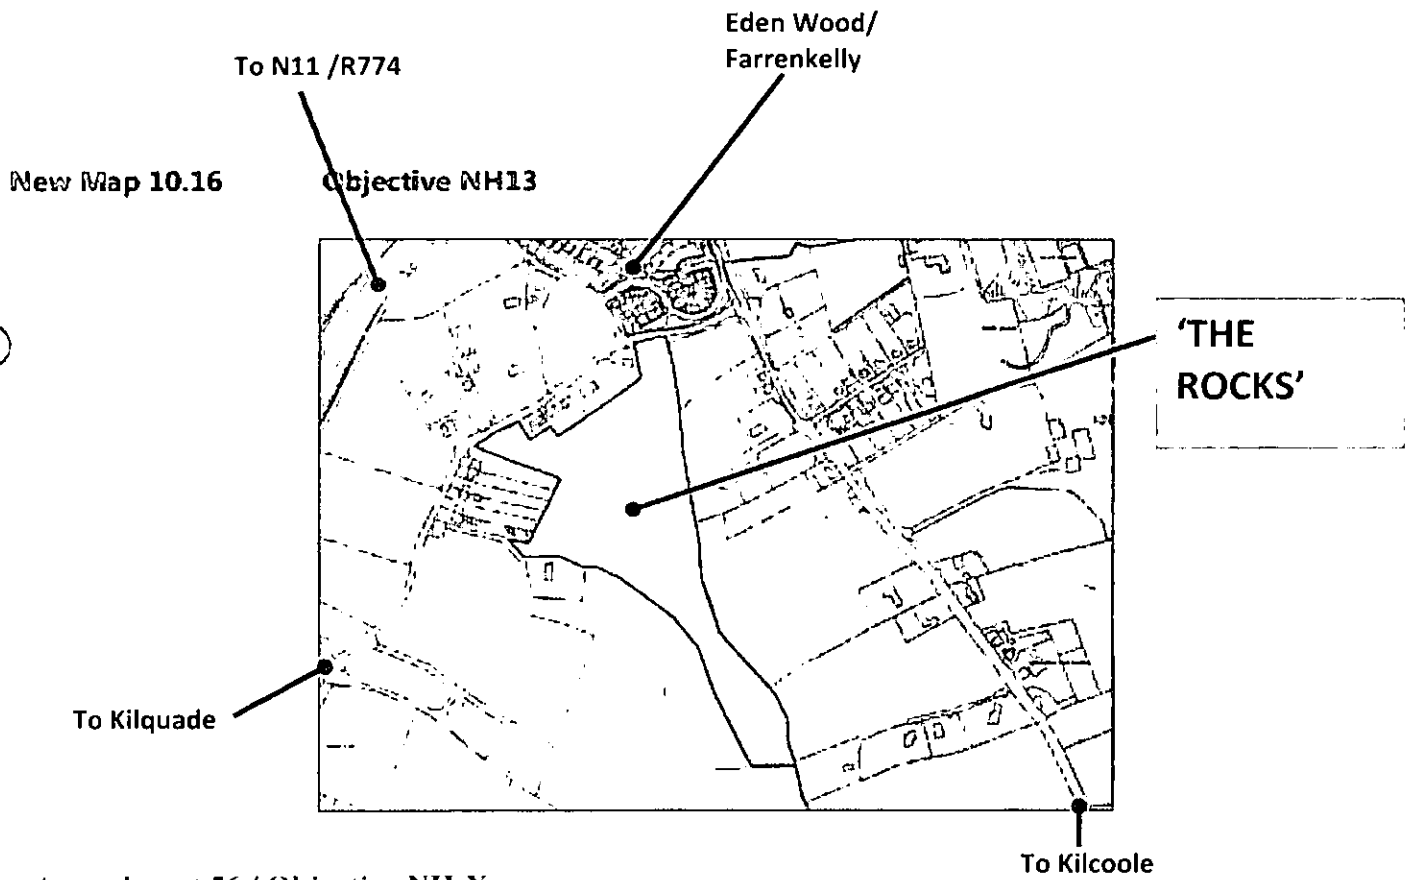 Eden Wood/
Farrenkelly
To N11 /R774
New Map 10.16 Objective NH13
'THE
ROCKS'
To Kilquade
To Kilcoole